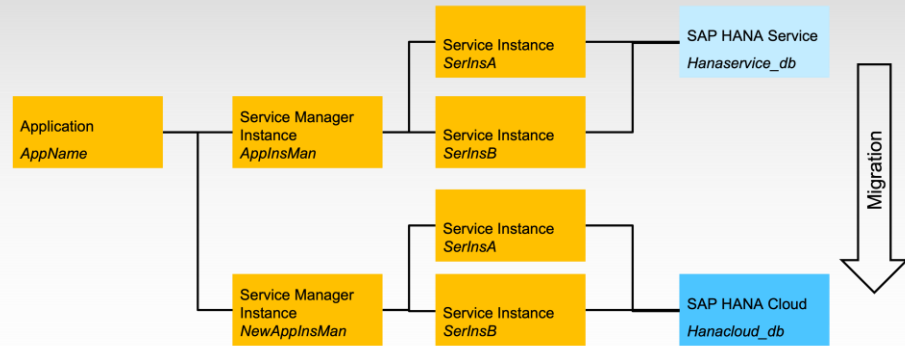 Application
AppName
Service Manager
Instance
AppInsMan
Service Instance
SerInsA
Service Instance
SerInsB
SAP HANA Service
Hanaservice_db
Migration
Service Manager
Instance
NewAppInsMan
Service Instance
SerInsA
Service Instance
SerInsB
SAP HANA Cloud
Hanacloud_db